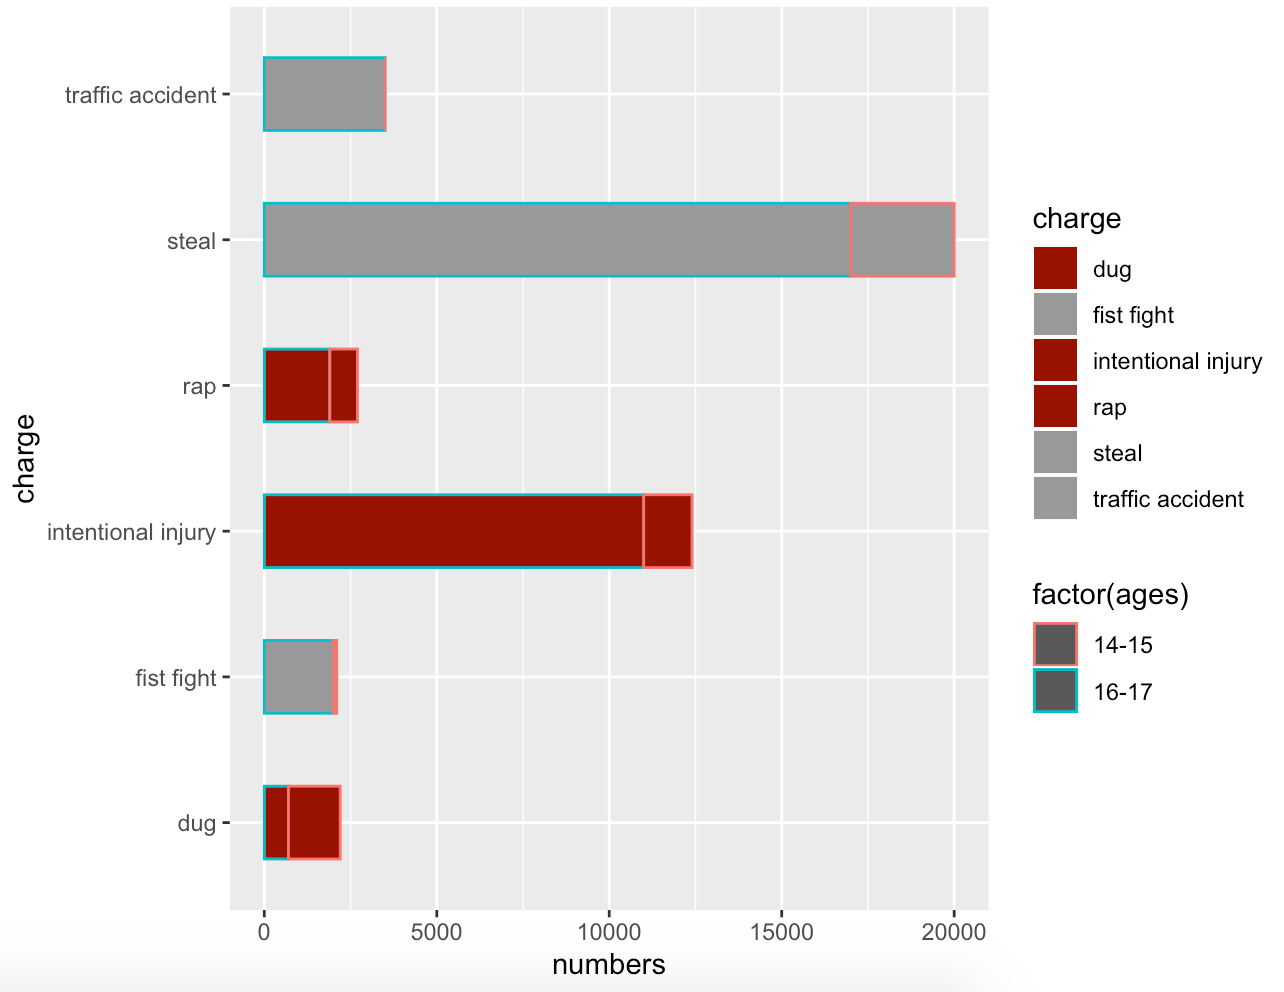 charge
traffic accident
steal
rap
intentional injury
fist fight
dug
0 5000 10000 15000 20000
numbers
charge
dug
fist fight
intentional injury
rap
steal
traffic accident
factor(ages)
14-15
16-17